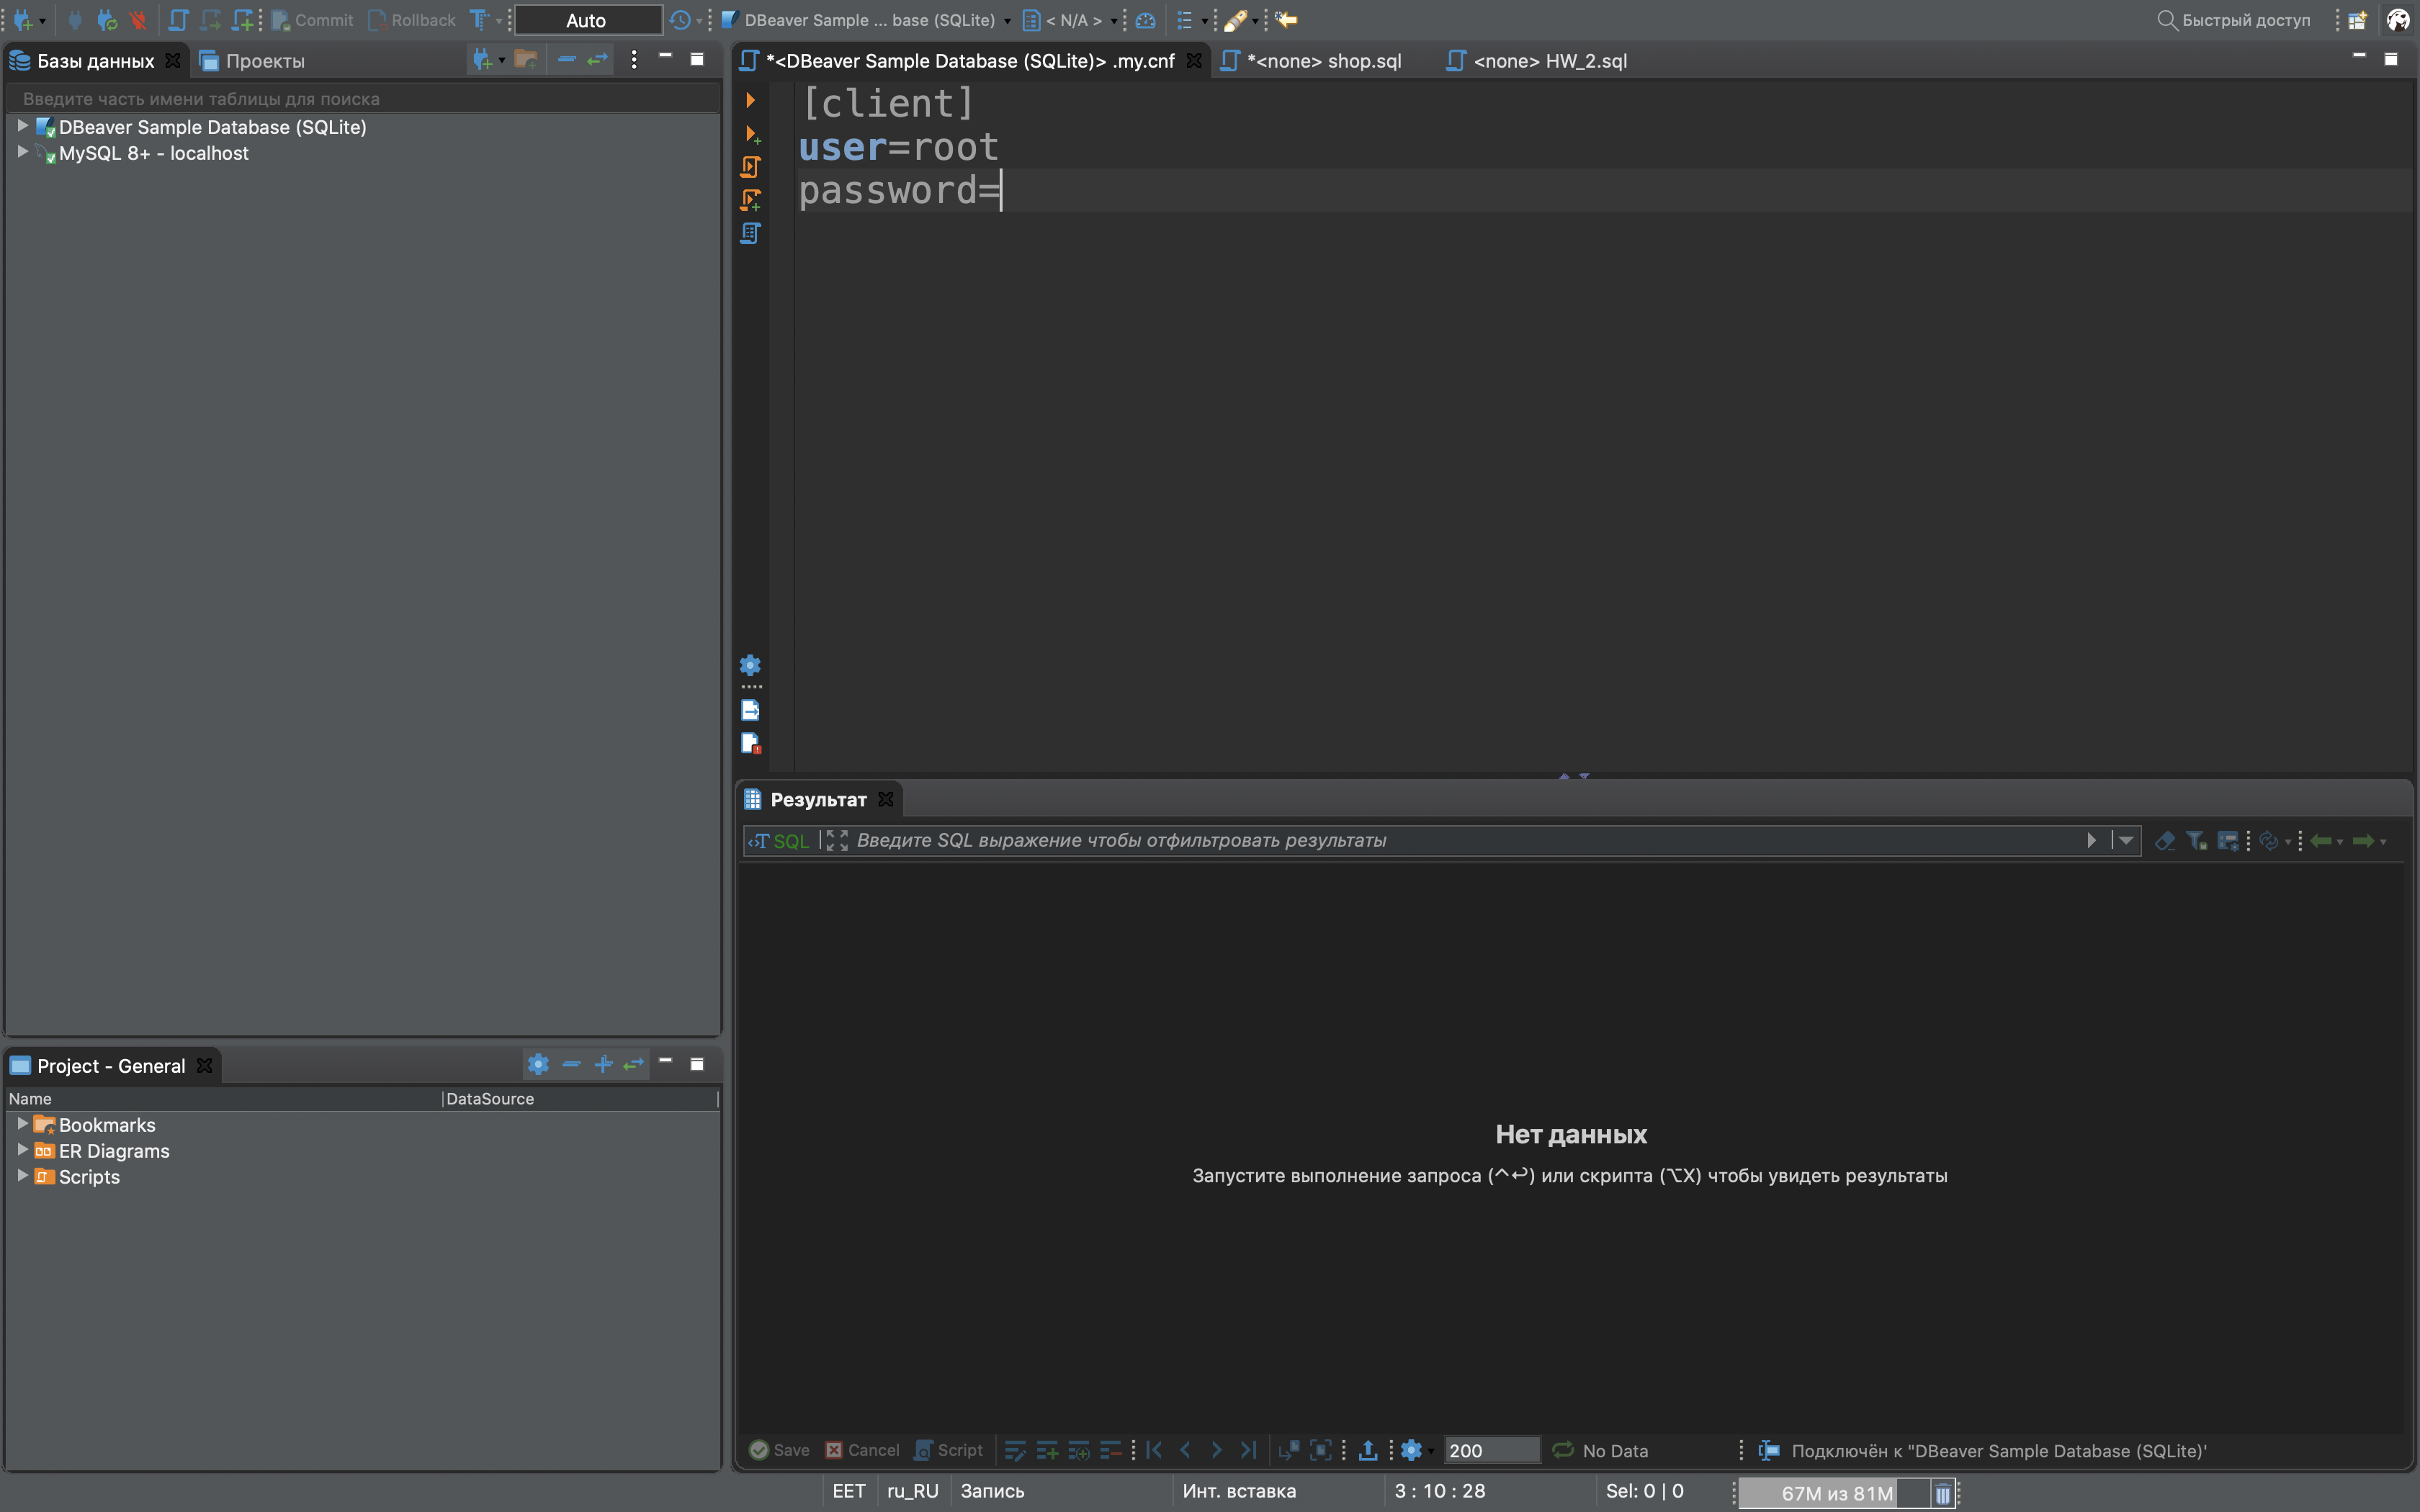 Commit
Rollback
Auto
DBeaver Sample ... base (SQLite)
< N/A >
Быстрый доступ
Базы данных
Проекты
Введите часть имени таблицы для поиска
DBeaver Sample Database (SQLite)
MySQL 8+ - localhost
*<DBeaver Sample Database (SQLite)> .my.cnf
*<none> shop.sql
<none> HW_2.sql
[client]
user=root
password=
Результат
SQL
Введите SQL выражение чтобы отфильтровать результаты
Нет данных
Запустите выполнение запроса (^↩) или скрипта (⌥X) чтобы увидеть результаты
Project - General
Name
DataSource
Bookmarks
ER Diagrams
Scripts
Save
Cancel
Script
200
No Data
Подключён к "DBeaver Sample Database (SQLite)'
EET
ru_RU
Запись
Инт. вставка
3 : 10 : 28
Sel: 0 | 0
67M из 81M